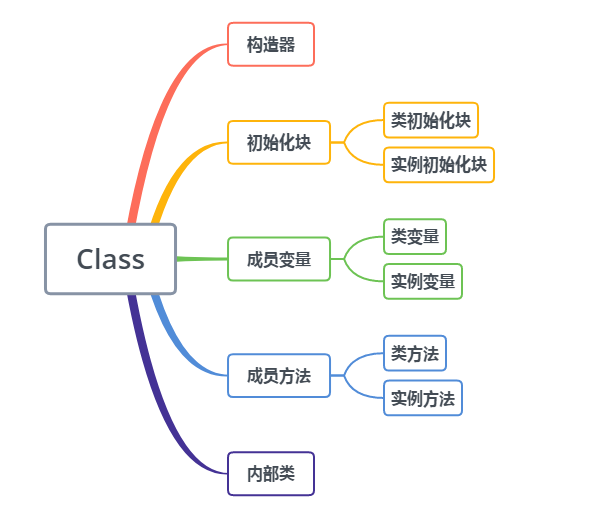 构造器
初始化块
类初始化块
实例初始化块
Class
成员变量
类变量
实例变量
成员方法
类方法
实例方法
内部类